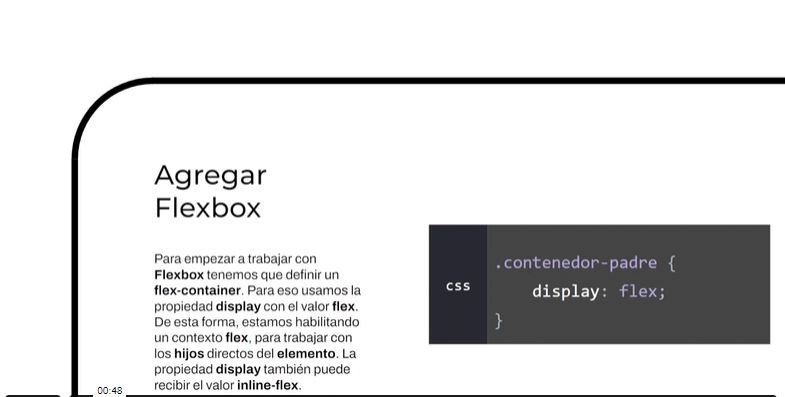 Agregar
Flexbox
Para empezar a trabajar con
Flexbox tenemos que definir un
flex-container. Para eso usamos la
propiedad display con el valor flex.
De esta forma, estamos habilitando
un contexto flex, para trabajar con
los hijos directos del elemento. La
propiedad display también puede
recibir el valor inline-flex.
css
.contenedor-padre {
    display: flex;
}
00:48